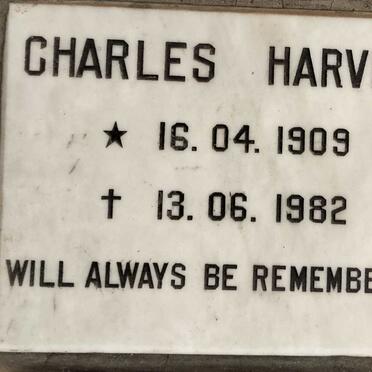 CHARLES HARV
★ 16. 04. 1909
† 13. 06. 1982
WILL ALWAYS BE REMEMBE